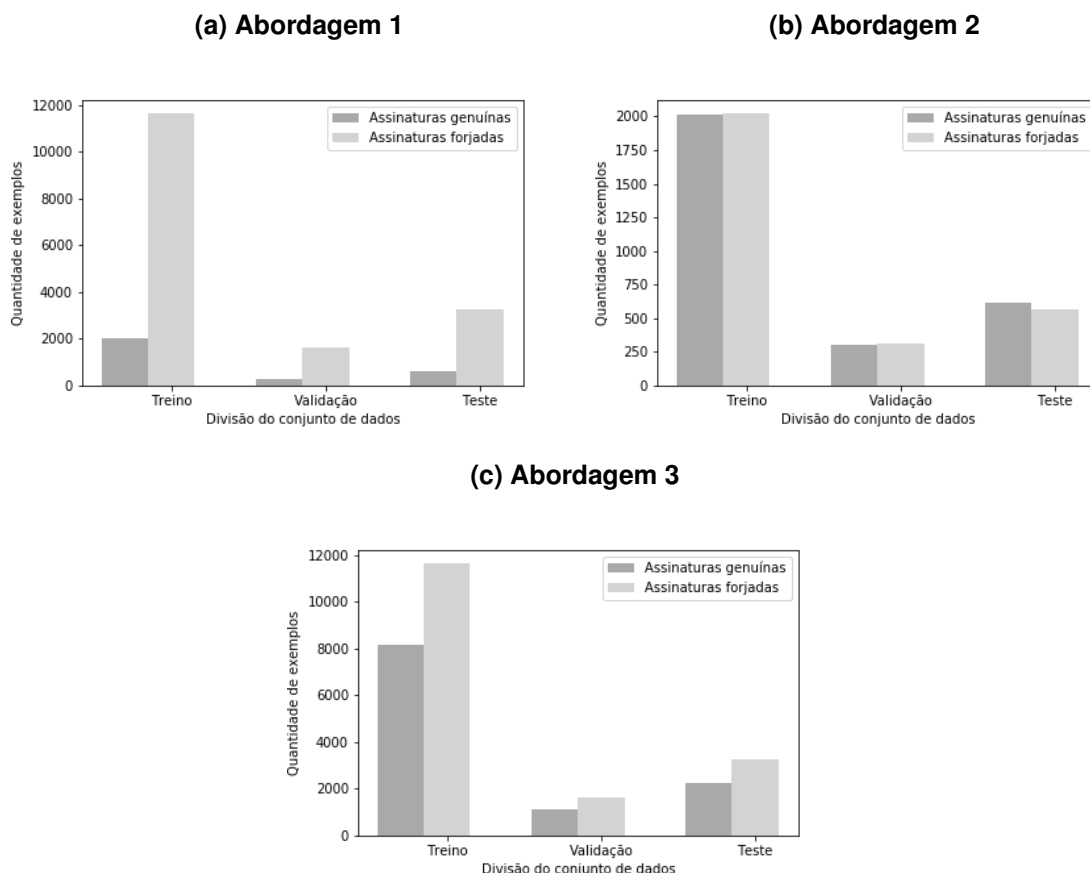 (a) Abordagem 1
12000
10000
8000
6000
4000
2000
0
Quantidade de exemplos
Assinaturas genuínas
Assinaturas forjadas
Treino
Validação
Teste
Divisão do conjunto de dados
(b) Abordagem 2
2000
1750
1500
1250
1000
750
500
250
0
Quantidade de exemplos
Assinaturas genuínas
Assinaturas forjadas
Treino
Validação
Teste
Divisão do conjunto de dados
(c) Abordagem 3
12000
10000
8000
6000
4000
2000
0
Quantidade de exemplos
Assinaturas genuínas
Assinaturas forjadas
Treino
Validação
Teste
Divisão do conjunto de dados